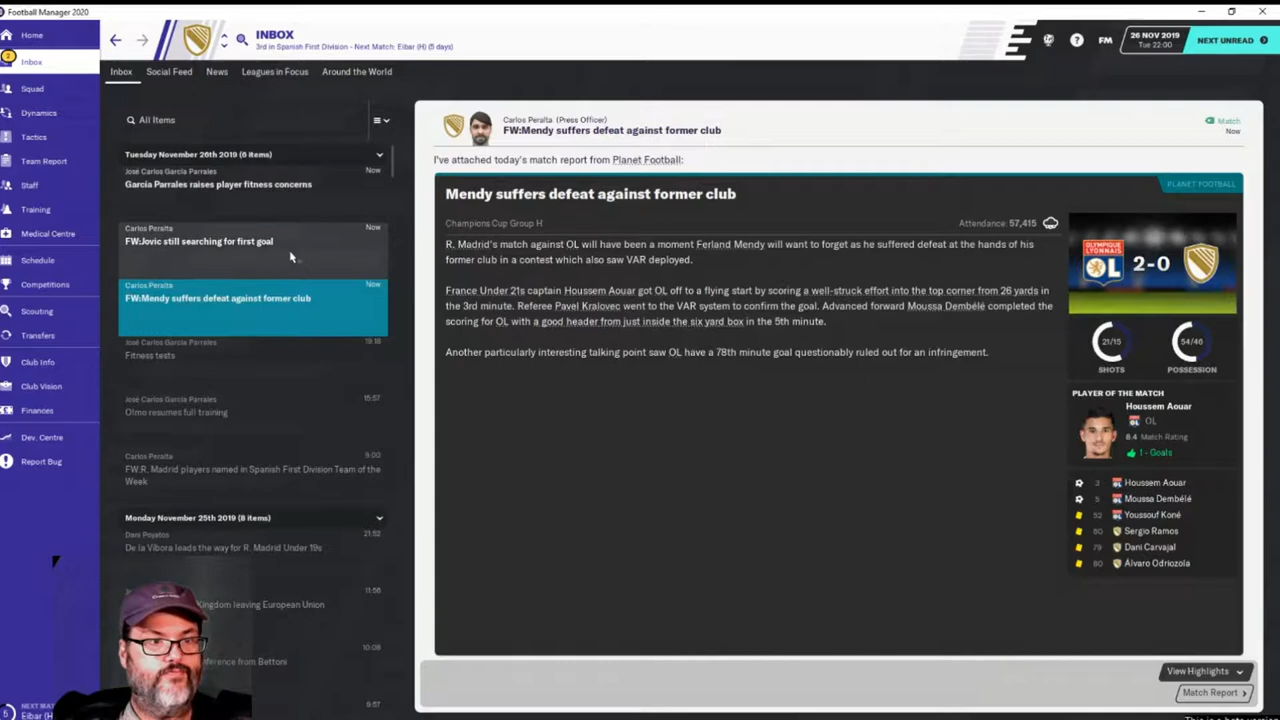 Football Manager 2020
Home
INBOX
3rd in Spanish First Division - Next Match: Eibar (H) (5 days)
FM
26 NOV 2019
Tue 22:00
NEXT UNREAD
2
Inbox
Squad
Dynamics
Tactics
Team Report
Staff
Training
Medical Centre
Schedule
Competitions
Scouting
Transfers
Club Info
Club Vision
Finances
Dev. Centre
Report Bug
NEXT MAT
5
Eibar (H
Inbox
Social Feed
News
Leagues in Focus
Around the World
All Items
Tuesday November 26th 2019 (6 items)
José Carlos García Parrales
Now
García Parrales raises player fitness concerns
Carlos Peralta
Now
FW:Jovic still searching for first goal
Carlos Peralta
Now
FW:Mendy suffers defeat against former club
José Carlos García Parrales
19:18
Fitness tests
José Carlos García Parrales
15:57
Olmo resumes full training
Carlos Peralta
9:00
FW:R. Madrid players named in Spanish First Division Team of the
Week
Monday November 25th 2019 (8 items)
Dani Poyatos
21:52
De la Víbora leads the way for R. Madrid Under 19s
11:56
Kingdom leaving European Union
10:08
ference from Bettoni
9:57
Carlos Peralta (Press Officer)
FW:Mendy suffers defeat against former club
Match
Now
I've attached today's match report from Planet Football:
PLANET FOOTBALL
Mendy suffers defeat against former club
Champions Cup Group H
Attendance: 57,415
R. Madrid's match against OL will have been a moment Ferland Mendy will want to forget as he suffered defeat at the hands of his
former club in a contest which also saw VAR deployed.
France Under 21s captain Houssem Aouar got OL off to a flying start by scoring a well-struck effort into the top corner from 26 yards in
the 3rd minute. Referee Pavel Kralovec went to the VAR system to confirm the goal. Advanced forward Moussa Dembélé completed the
scoring for OL with a good header from just inside the six yard box in the 5th minute.
Another particularly interesting talking point saw OL have a 78th minute goal questionably ruled out for an infringement.
OLYMPIQUE
LYONNAIS
OL
2-0
21/15
SHOTS
54/46
POSSESSION
PLAYER OF THE MATCH
Houssem Aouar
OL
8.4 Match Rating
1 - Goals
3 Houssem Aouar
5 Moussa Dembélé
52 Youssouf Koné
60 Sergio Ramos
79 Dani Carvajal
80 Álvaro Odriozola
View Highlights
Match Report